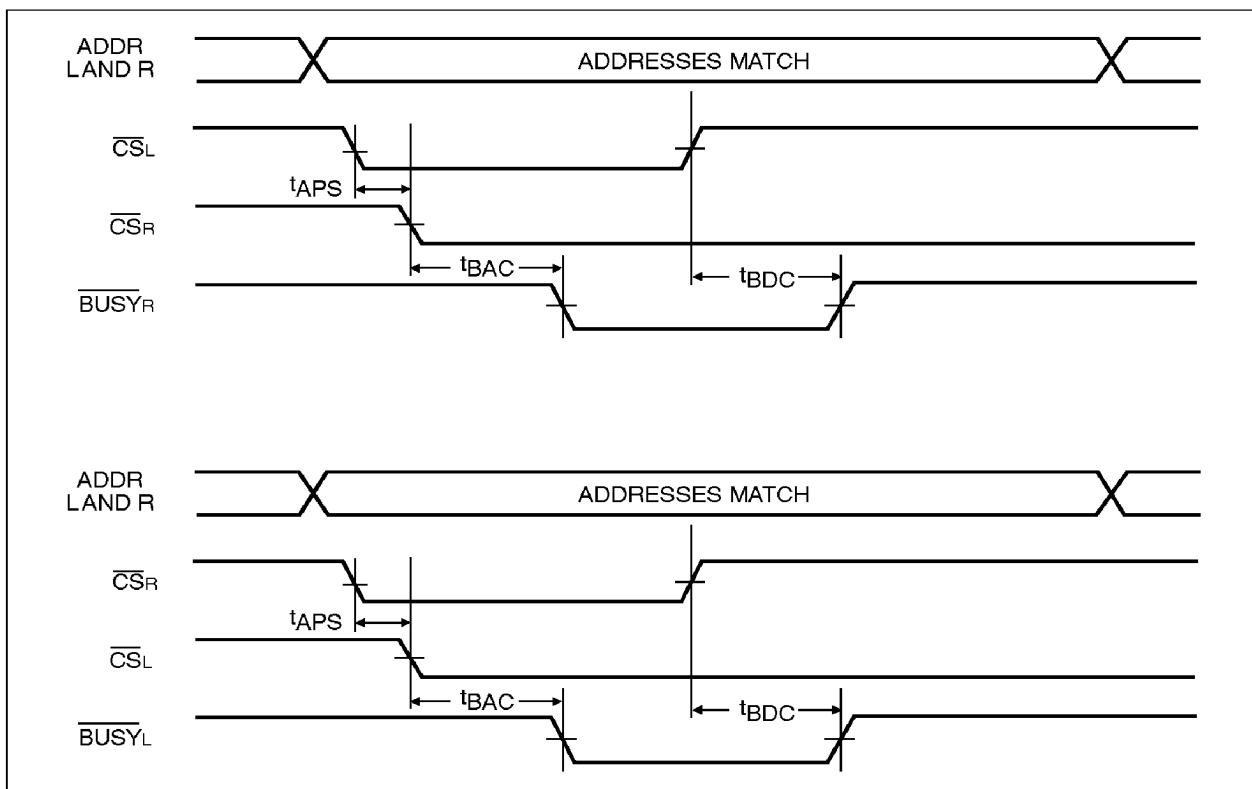 ADDR
L AND R
ADDRESSES MATCH
CSL
tAPS
CSR
tBAC
tBDC
BUSYR
ADDR
L AND R
ADDRESSES MATCH
CSR
tAPS
CSL
tBAC
tBDC
BUSYL